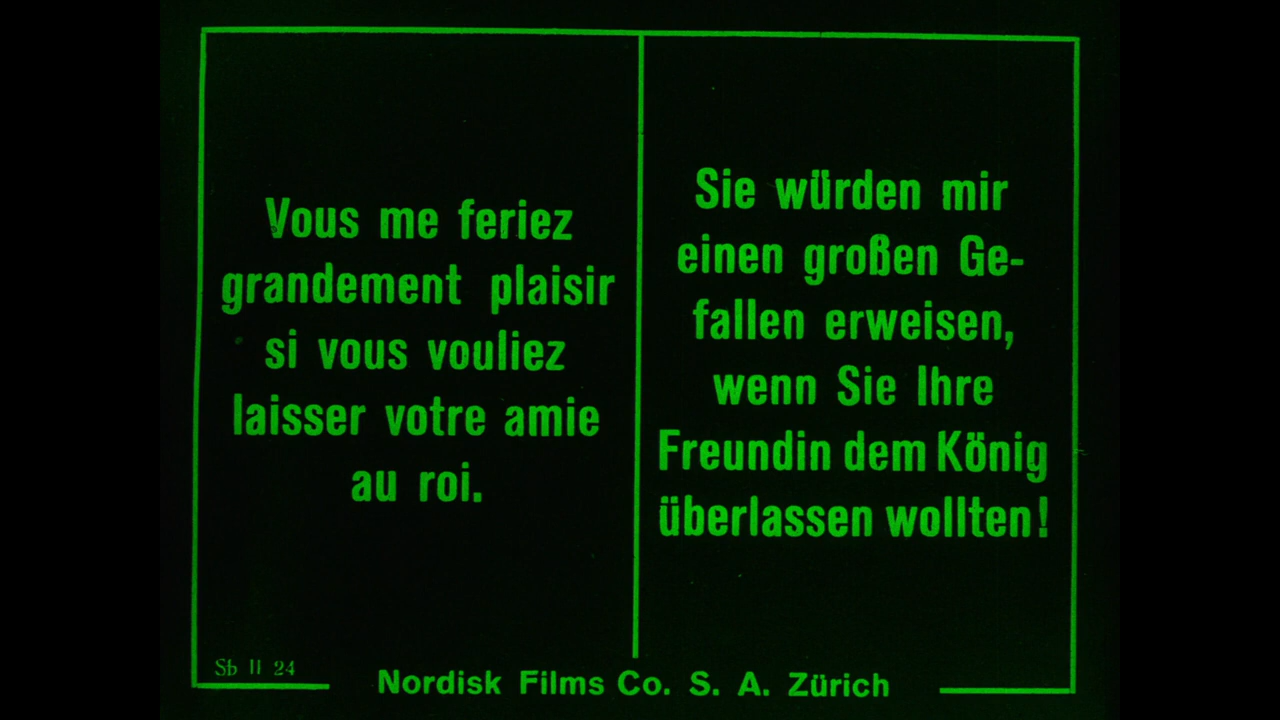 Vous me feriez
grandement plaisir
si vous vouliez
laisser votre amie
au roi.
Sie würden mir
einen großen Ge-
fallen erweisen,
wenn Sie Ihre
Freundin dem König
überlassen wollten!
Sb II 24
Nordisk Films Co. S. A. Zürich